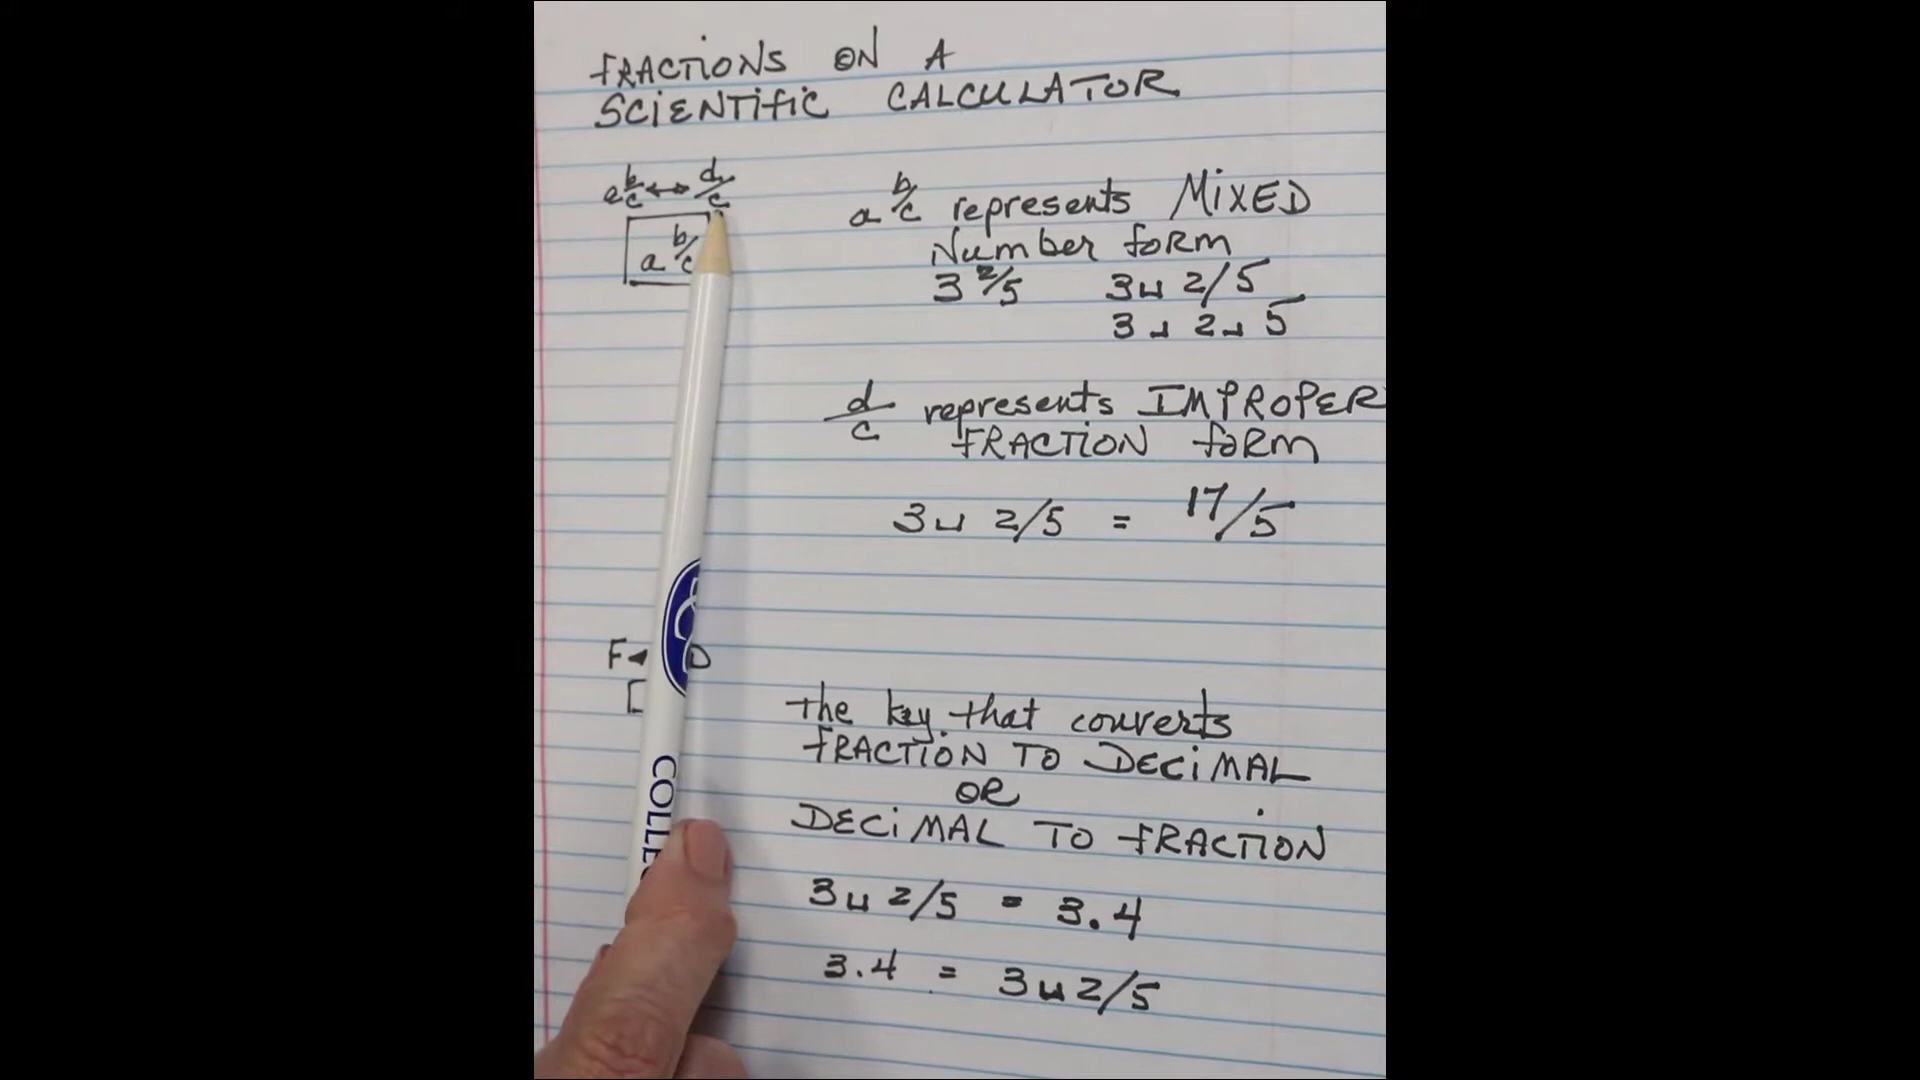 FRACTIONS ON A
SCIENTIFIC CALCULATOR
a b/c ↔ d/c
a b/c
a b/c represents MIXED
Number form
3 2/5 3⊔ 2/5
3 ⅃ 2 ⅃ 5
d/c represents IMPROPER
FRACTION form
3⊔ 2/5 = 17/5
F◄ D
the key that converts
FRACTION TO DECIMAL
OR
DECIMAL TO FRACTION
3⊔ 2/5 = 3.4
3.4 = 3⊔2/5